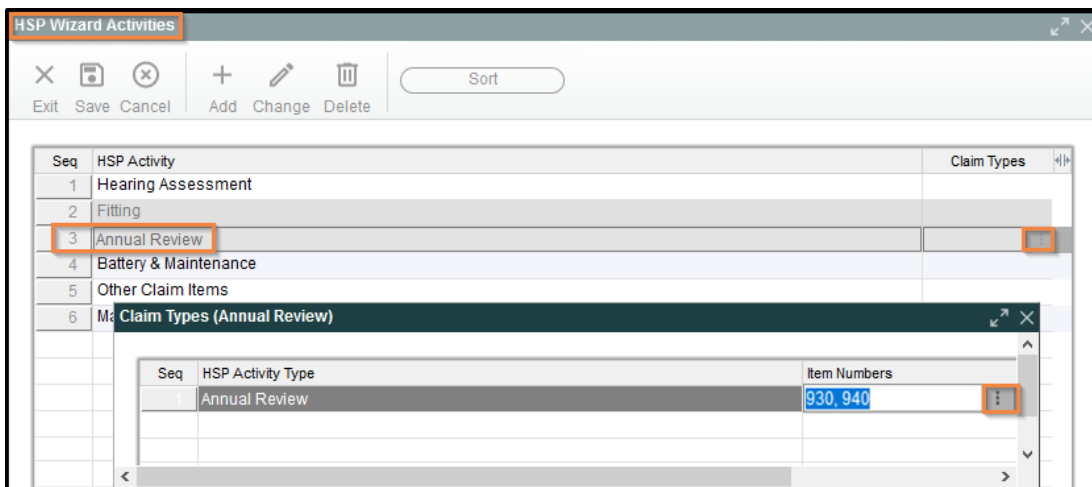 HSP Wizard Activities
Exit Save Cancel Add Change Delete Sort
Seq HSP Activity Claim Types
1 Hearing Assessment
2 Fitting
3 Annual Review
4 Battery & Maintenance
5 Other Claim Items
6
Claim Types (Annual Review)
Seq HSP Activity Type Item Numbers
1 Annual Review 930, 940